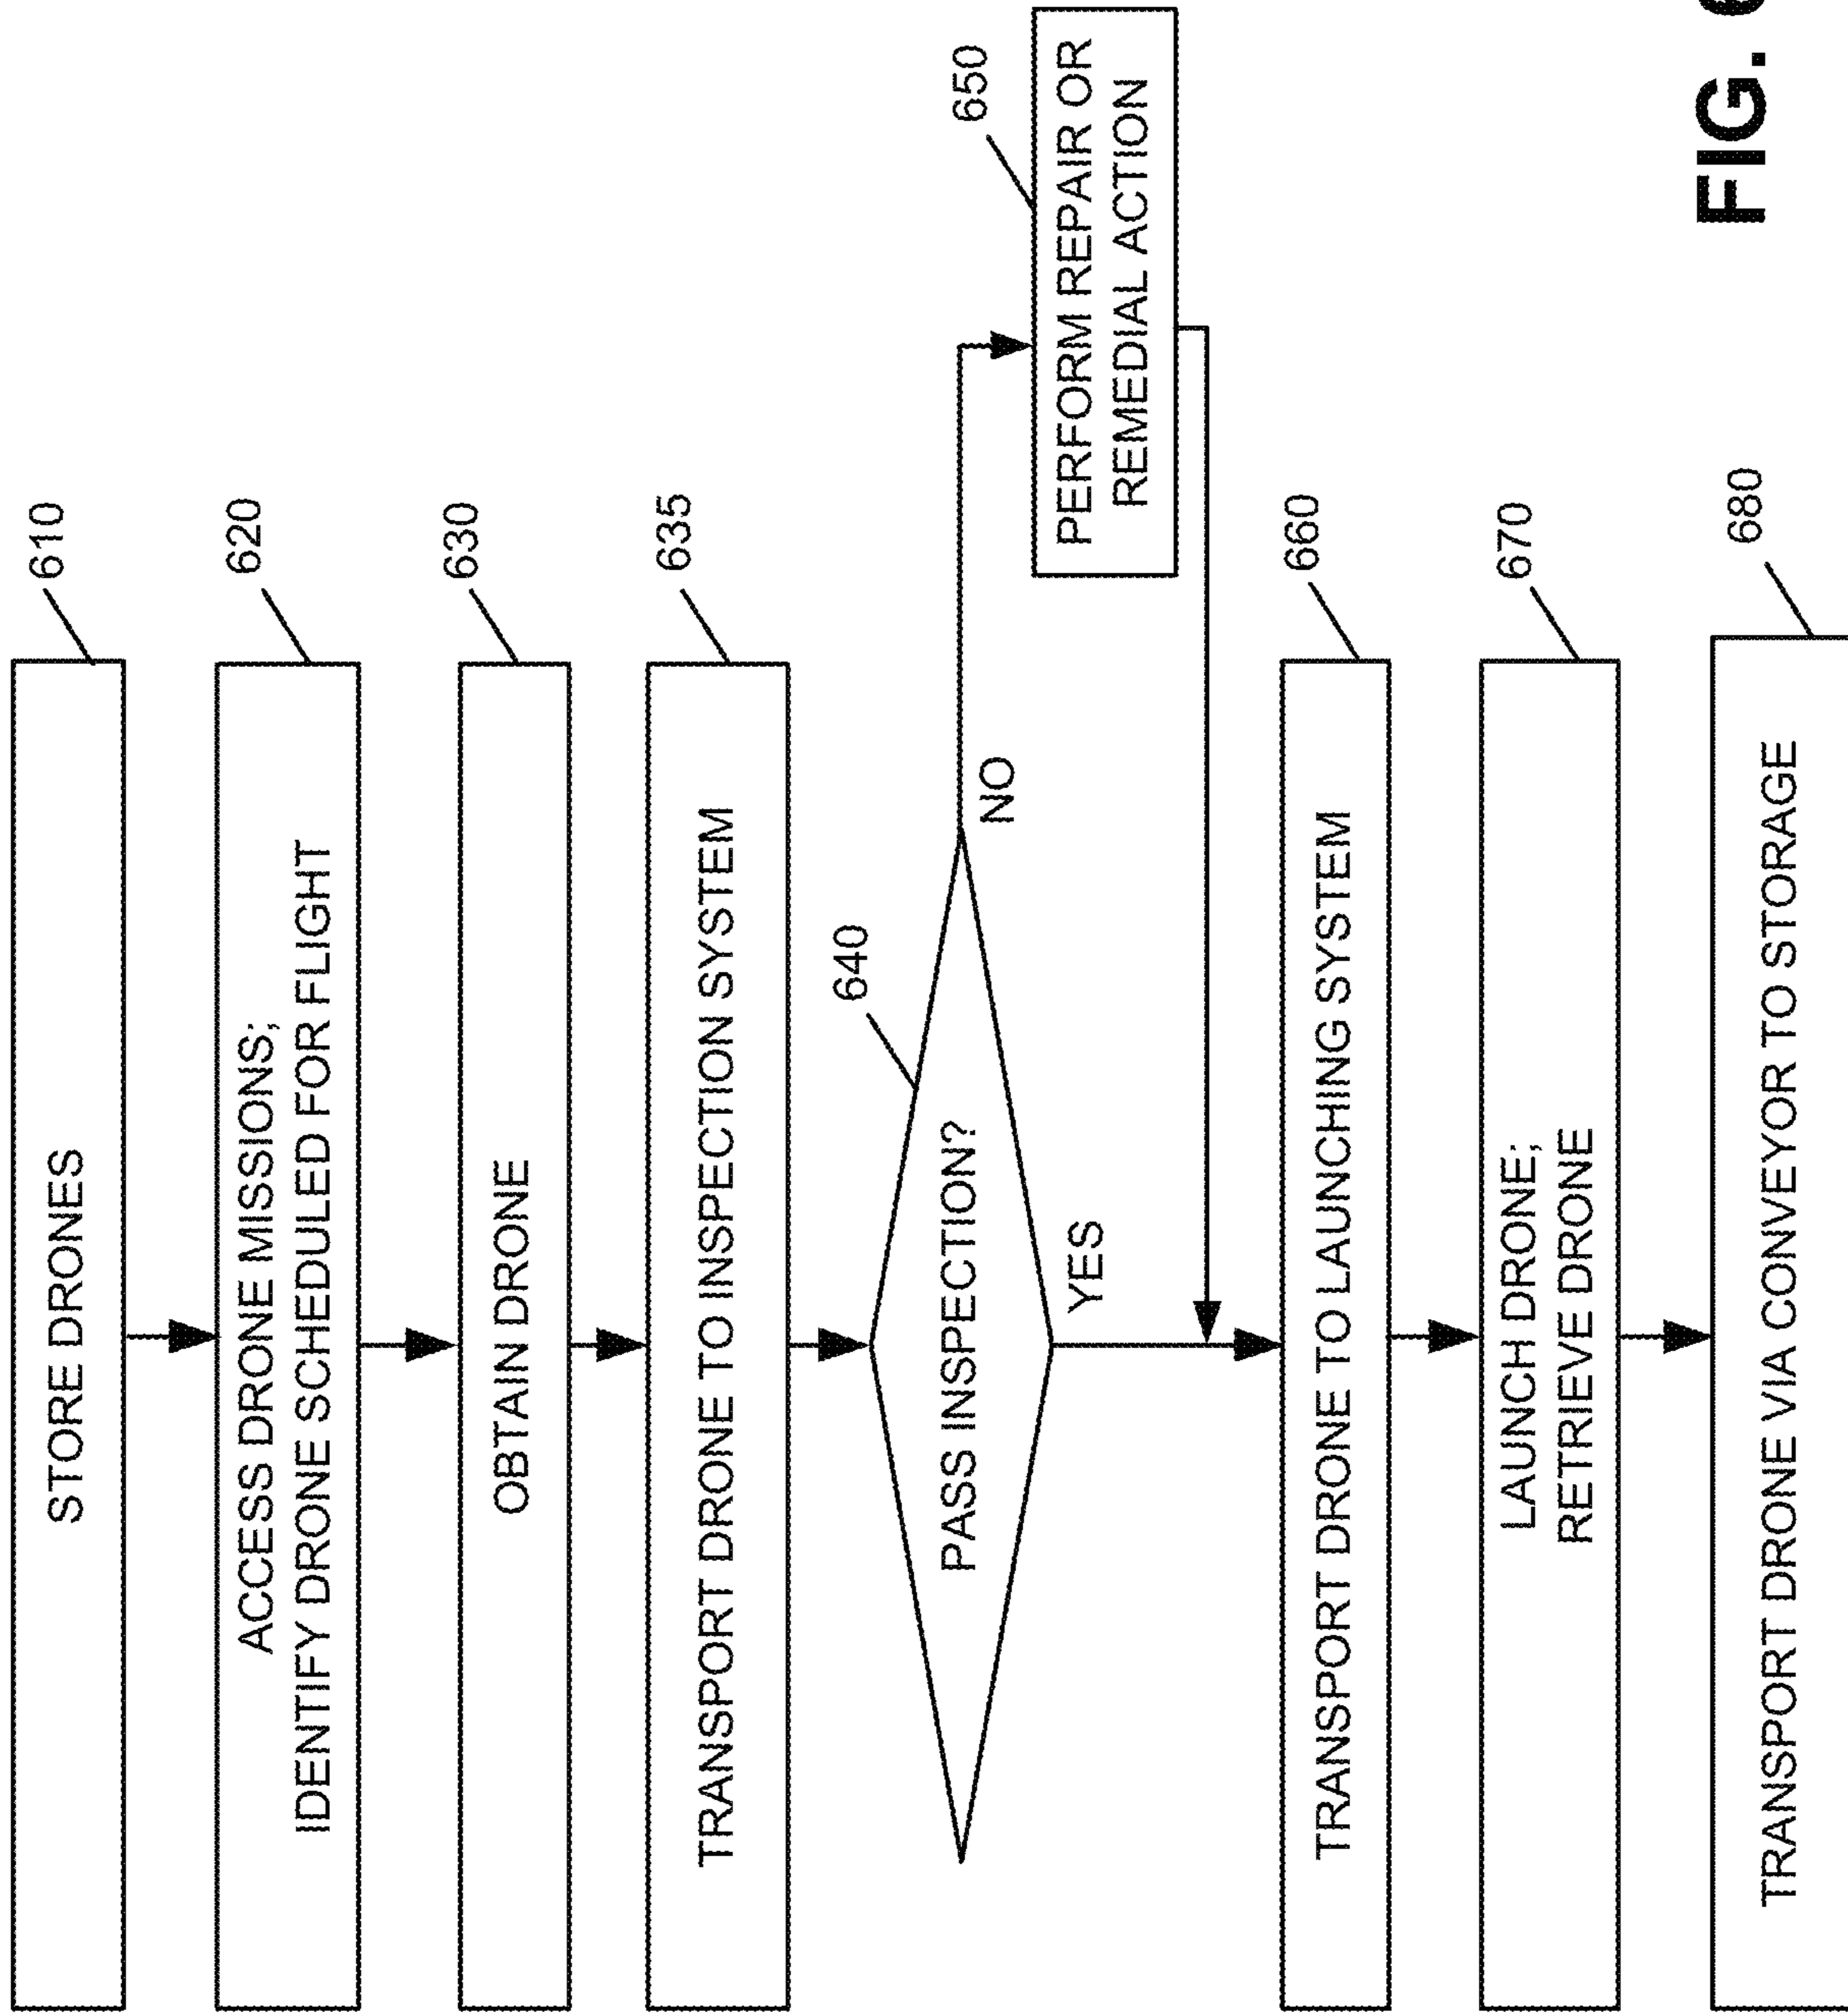 610
STORE DRONES
620
ACCESS DRONE MISSIONS;
IDENTIFY DRONE SCHEDULED FOR FLIGHT
630
OBTAIN DRONE
635
TRANSPORT DRONE TO INSPECTION SYSTEM
640
PASS INSPECTION?
NO
YES
650
PERFORM REPAIR OR
REMEDIAL ACTION
660
TRANSPORT DRONE TO LAUNCHING SYSTEM
670
LAUNCH DRONE;
RETRIEVE DRONE
680
TRANSPORT DRONE VIA CONVEYOR TO STORAGE
FIG.